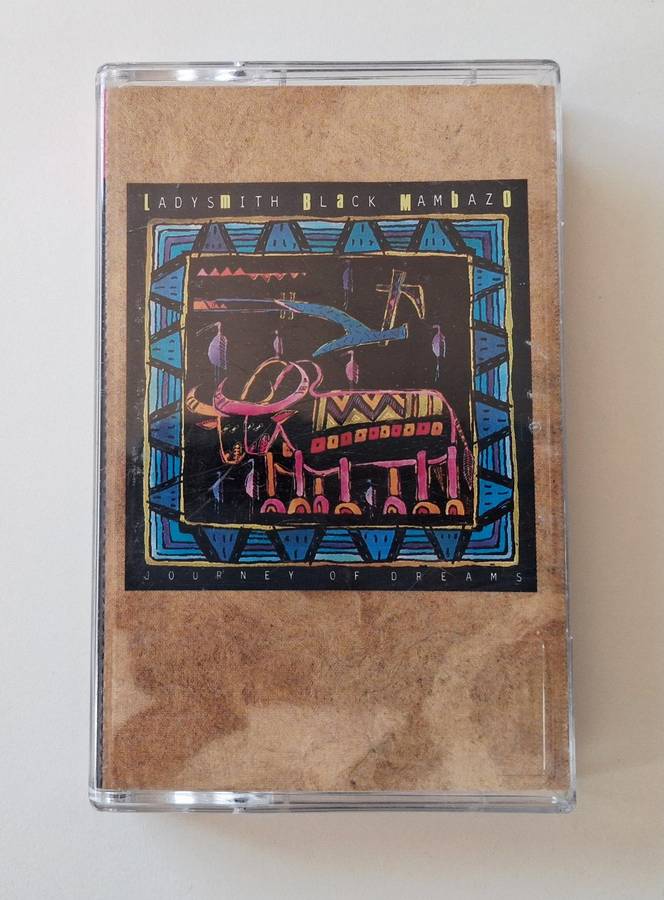 LADYSmITH BLaCK MAMbAZO
JOURNEY OF DREAMS